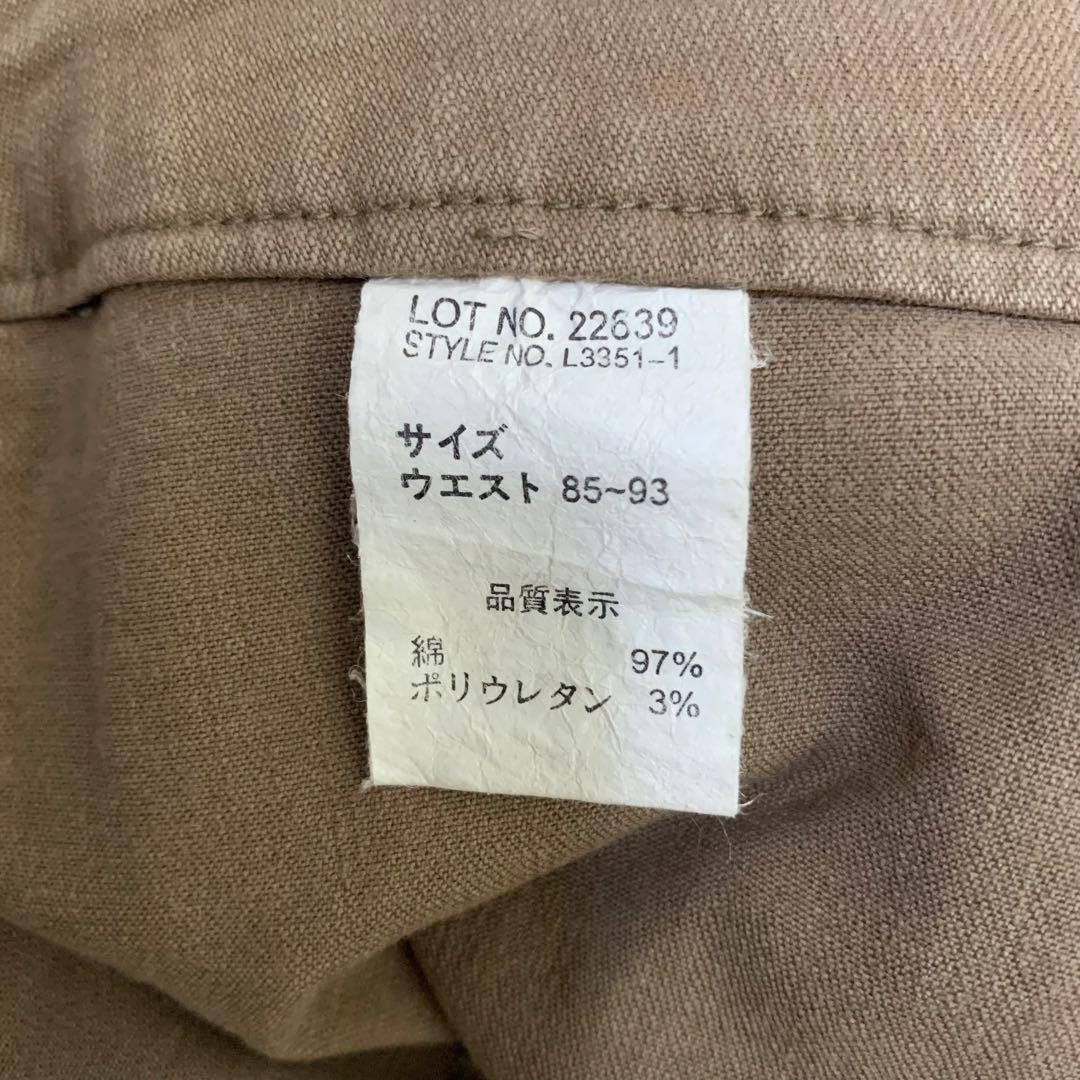 LOT NO. 22639
STYLE NO. L3351-1
サイズ
ウエスト 85~93
品質表示
綿 97%
ポリウレタン 3%